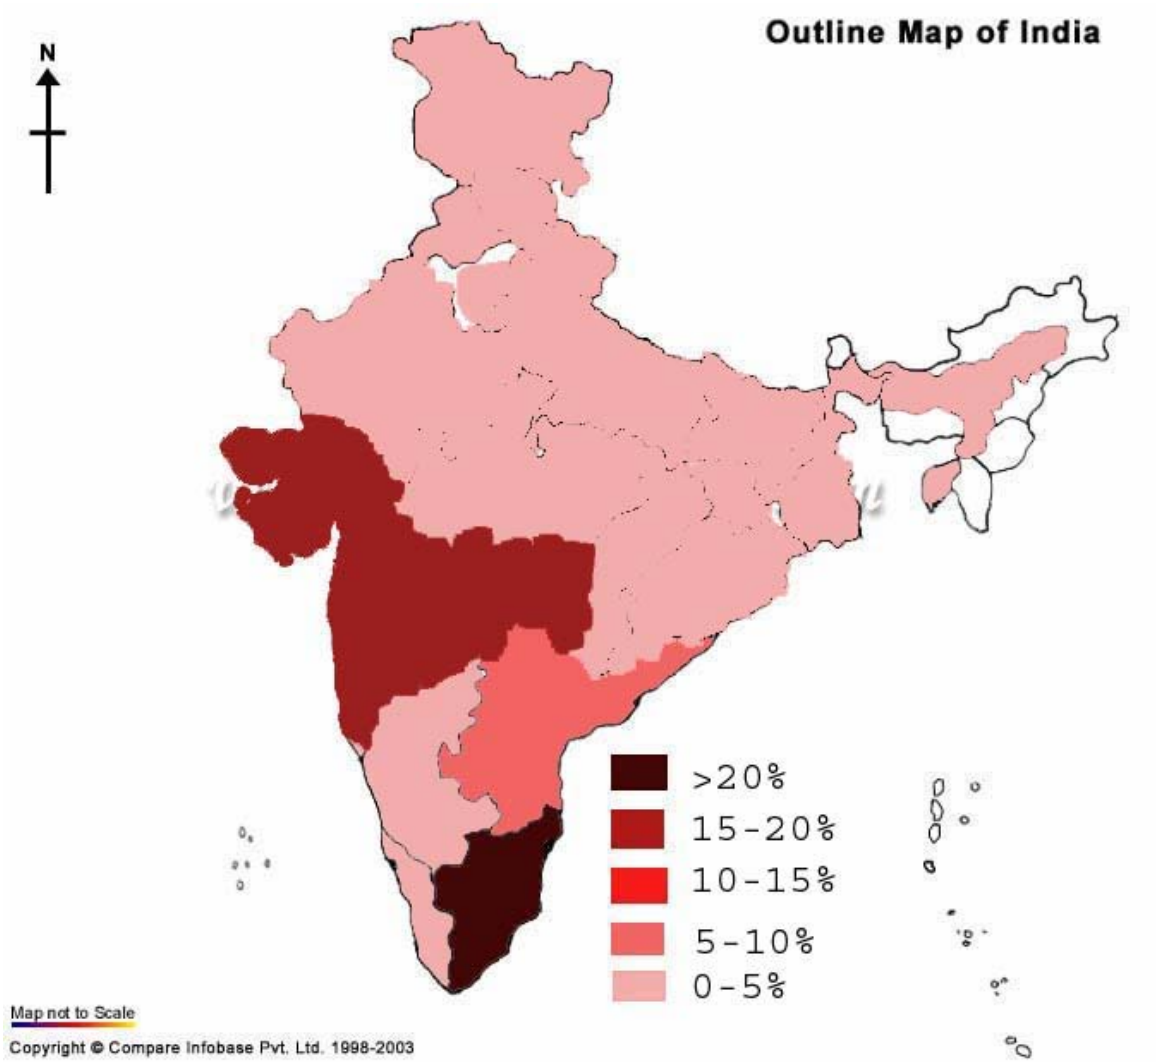 Outline Map of India
N
>20%
15-20%
10-15%
5-10%
0-5%
Map not to Scale
Copyright © Compare Infobase Pvt. Ltd. 1998-2003